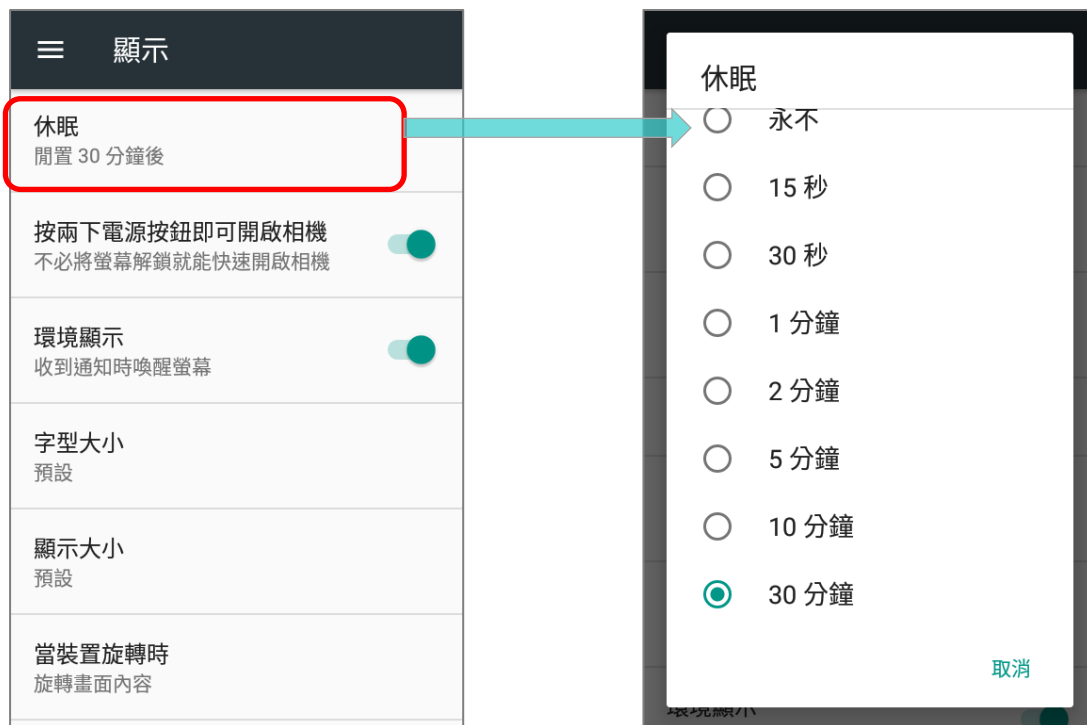 顯示
休眠
閒置 30 分鐘後
按兩下電源按鈕即可開啟相機
不必將螢幕解鎖就能快速開啟相機
環境顯示
收到通知時喚醒螢幕
字型大小
預設
顯示大小
預設
當裝置旋轉時
旋轉畫面內容
休眠
永不
15 秒
30 秒
1 分鐘
2 分鐘
5 分鐘
10 分鐘
30 分鐘
取消
環境顯示